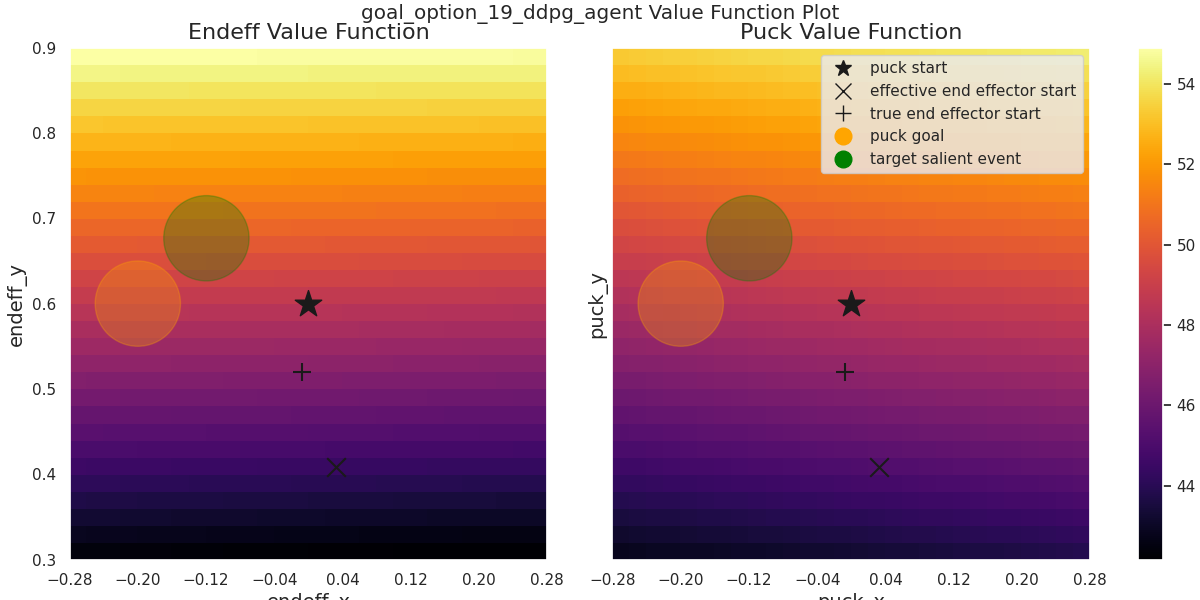 goal_option_19_ddpg_agent Value Function Plot
Endeff Value Function
Puck Value Function
puck start
effective end effector start
true end effector start
puck goal
target salient event
endeff_y
0.9
0.8
0.7
0.6
0.5
0.4
0.3
−0.28 −0.20 −0.12 −0.04 0.04 0.12 0.20 0.28
endeff_x
puck_y
−0.28 −0.20 −0.12 −0.04 0.04 0.12 0.20 0.28
puck_x
54
52
50
48
46
44